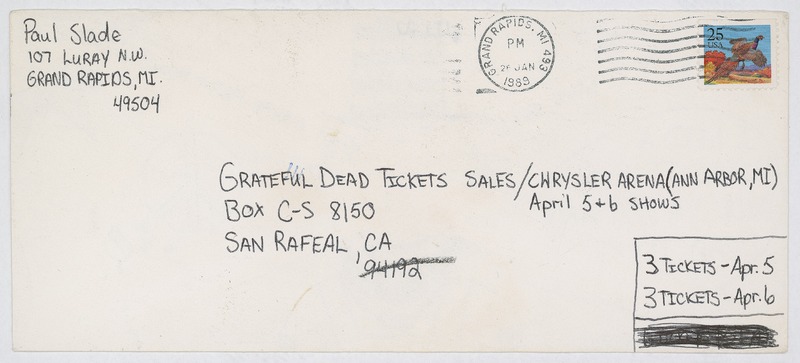 Paul Slade
107 LURAY N.W.
GRAND RAPIDS, MI.
49504
GRAND RAPIDS, MI 493
PM
26 JAN
1989
25
USA
GRATEFUL DEAD TICKETS SALES/CHRYSLER ARENA (ANN ARBOR, MI)
April 5+6 SHOWS
BOX C-S 8150
SAN RAFEAL, CA
94192
3 TICKETS - Apr. 5
3 TICKETS - Apr. 6